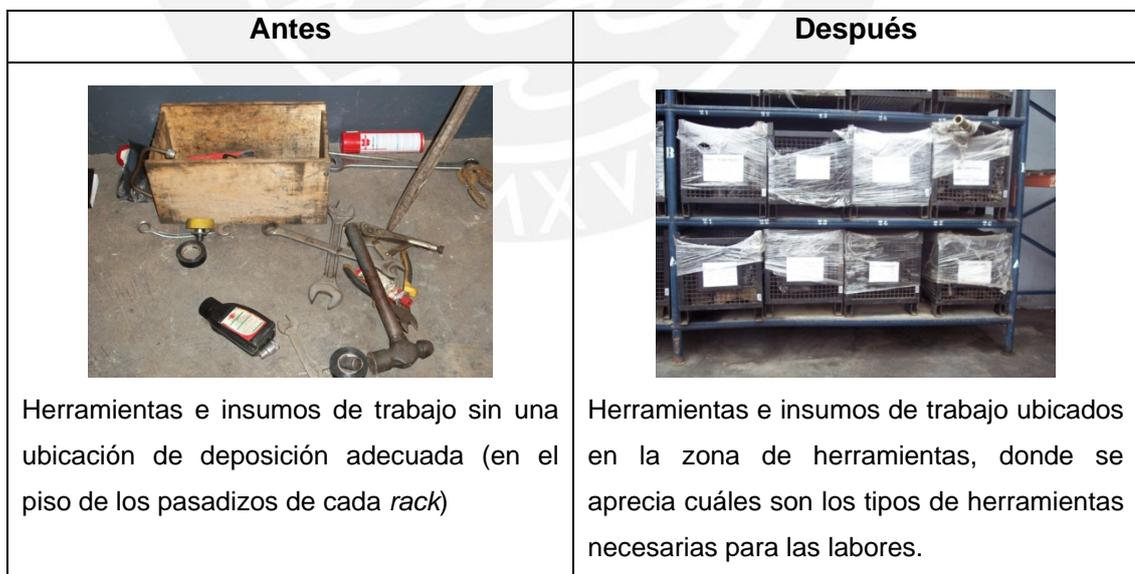 Antes
Después
Herramientas e insumos de trabajo sin una
ubicación de deposición adecuada (en el
piso de los pasadizos de cada rack)
Herramientas e insumos de trabajo ubicados
en la zona de herramientas, donde se
aprecia cuáles son los tipos de herramientas
necesarias para las labores.